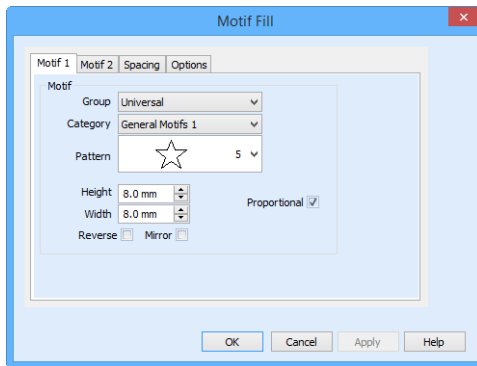 Motif Fill
Motif 1 Motif 2 Spacing Options
Motif
Group Universal
Category General Motifs 1
Pattern 5
Height 8.0 mm
Proportional
Width 8.0 mm
Reverse Mirror
OK Cancel Apply Help